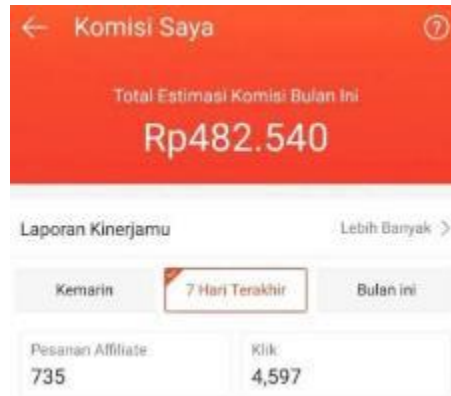 Komisi Saya
Total Estimasi Komisi Bulan Ini
Rp482.540
Laporan Kinerjamu
Lebih Banyak
Kemarin
7 Hari Terakhir
Bulan ini
Pesanan Affiliate
Klik
735
4,597